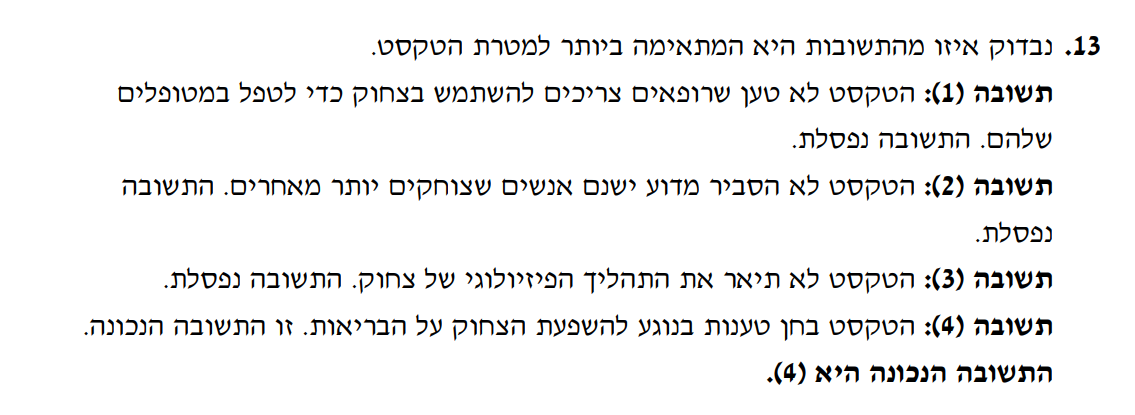 13. נבדוק איזו מהתשובות היא המתאימה ביותר למטרת הטקסט.
תשובה (1): הטקסט לא טען שרופאים צריכים להשתמש בצחוק כדי לטפל במטופלים
שלהם. התשובה נפסלת.
תשובה (2): הטקסט לא הסביר מדוע ישנם אנשים שצוחקים יותר מאחרים. התשובה
נפסלת.
תשובה (3): הטקסט לא תיאר את התהליך הפיזיולוגי של צחוק. התשובה נפסלת.
תשובה (4): הטקסט בחן טענות בנוגע להשפעת הצחוק על הבריאות. זו התשובה הנכונה.
התשובה הנכונה היא (4).